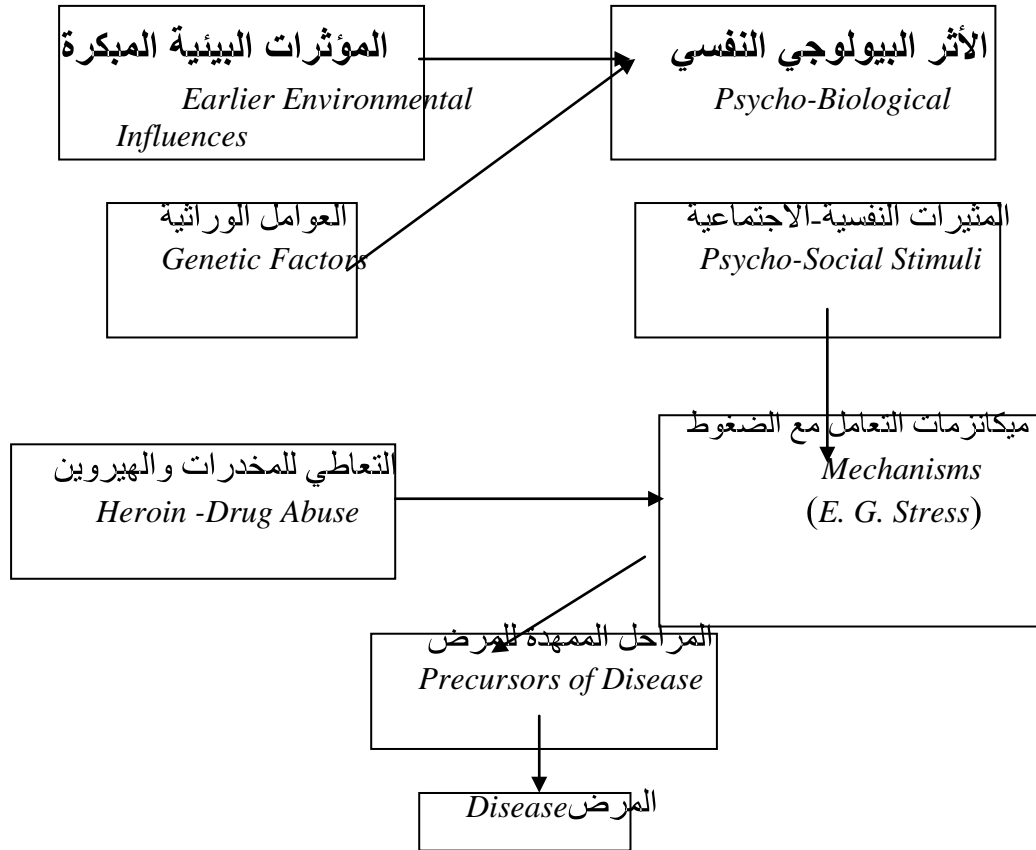 المؤثرات البيئية المبكرة
Earlier Environmental
Influences
الأثر البيولوجي النفسي
Psycho-Biological
العوامل الوراثية
Genetic Factors
المثيرات النفسية-الاجتماعية
Psycho-Social Stimuli
التعاطي للمخدرات والهيروين
Heroin -Drug Abuse
ميكانزمات التعامل مع الضغوط
Mechanisms
(E. G. Stress)
المراحل الممهدة للمرض
Precursors of Disease
المرض Disease